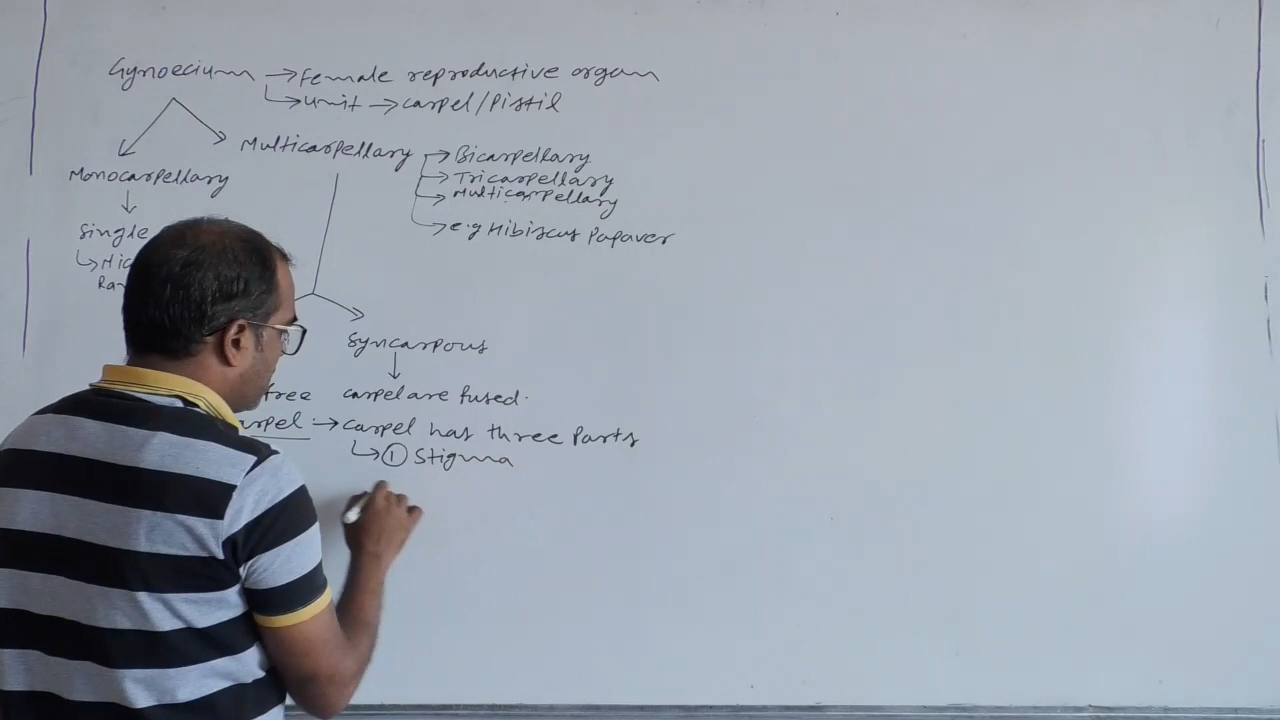 Gynoecium → Female reproductive organ
→ Unit → carpel/Pistil
Multicarpellary → Bicarpellary
→ Tricarpellary
→ Multicarpellary
Monocarpellary
→ e.g Hibiscus Papaver
Single
Syncarpous
free carpel are fused.
→ carpel has three Parts
→ ① Stigma